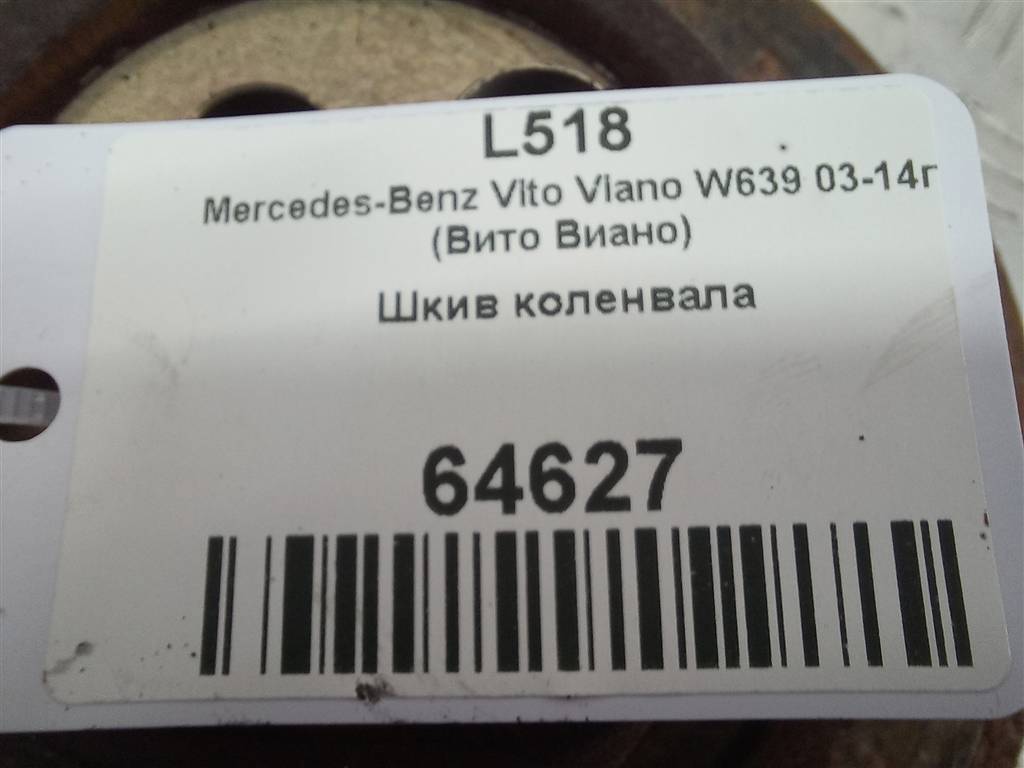 L518
Mercedes-Benz Vito Viano W639 03-14г
(Вито Виано)
Шкив коленвала
64627